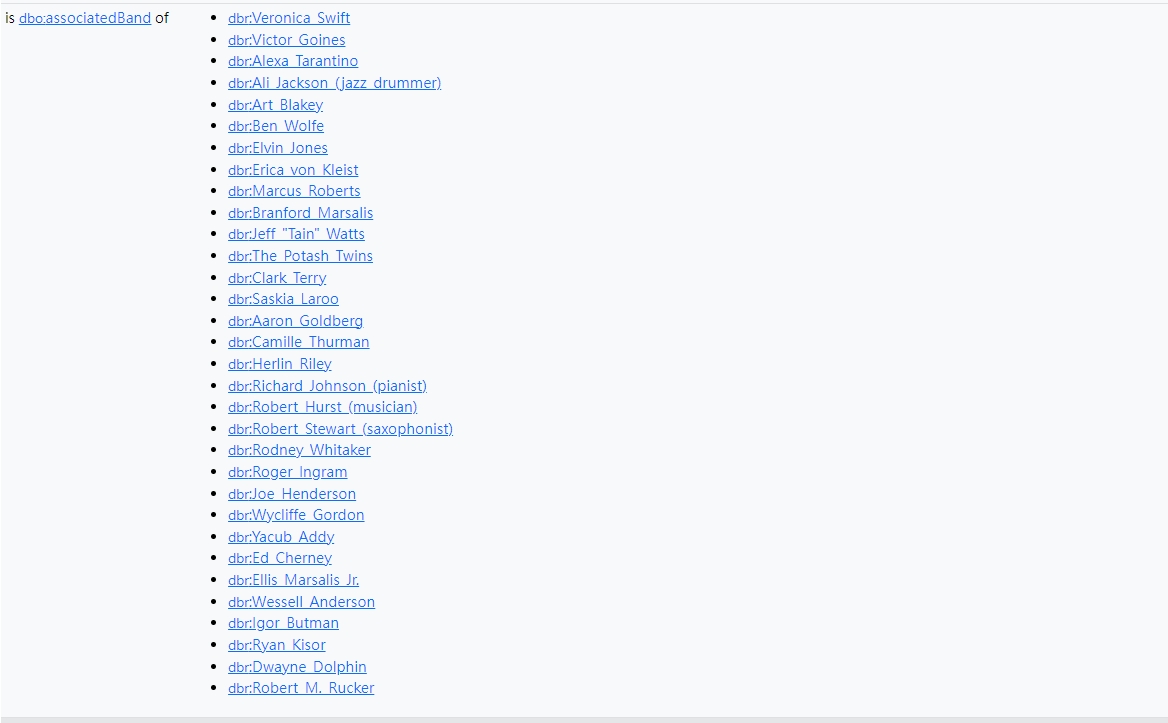 is dbo:associatedBand of
dbr:Veronica_Swift
dbr:Victor_Goines
dbr:Alexa_Tarantino
dbr:Ali_Jackson_(jazz_drummer)
dbr:Art_Blakey
dbr:Ben_Wolfe
dbr:Elvin_Jones
dbr:Erica_von_Kleist
dbr:Marcus_Roberts
dbr:Branford_Marsalis
dbr:Jeff_"Tain"_Watts
dbr:The_Potash_Twins
dbr:Clark_Terry
dbr:Saskia_Laroo
dbr:Aaron_Goldberg
dbr:Camille_Thurman
dbr:Herlin_Riley
dbr:Richard_Johnson_(pianist)
dbr:Robert_Hurst_(musician)
dbr:Robert_Stewart_(saxophonist)
dbr:Rodney_Whitaker
dbr:Roger_Ingram
dbr:Joe_Henderson
dbr:Wycliffe_Gordon
dbr:Yacub_Addy
dbr:Ed_Cherney
dbr:Ellis_Marsalis_Jr.
dbr:Wessell_Anderson
dbr:Igor_Butman
dbr:Ryan_Kisor
dbr:Dwayne_Dolphin
dbr:Robert_M._Rucker